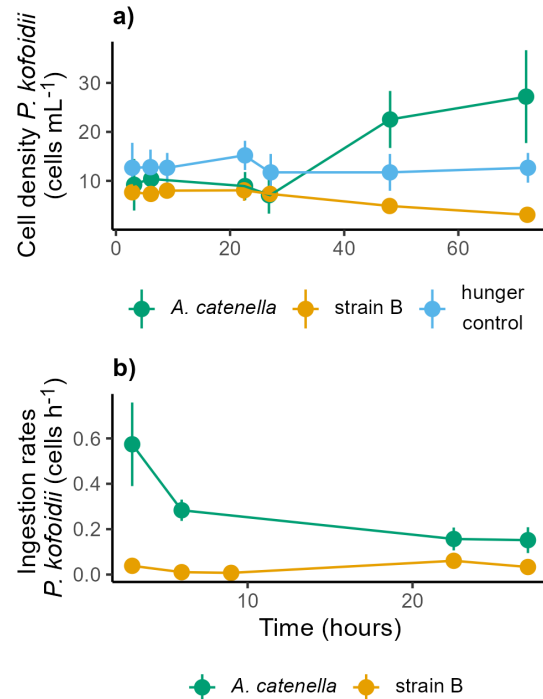 a)
Cell density P. kofoidii
(cells mL⁻¹)
30
20
10
0 20 40 60
A. catenella strain B hunger
control
b)
Ingestion rates
P. kofoidii (cells h⁻¹)
0.6
0.4
0.2
0.0
10 20
Time (hours)
A. catenella strain B